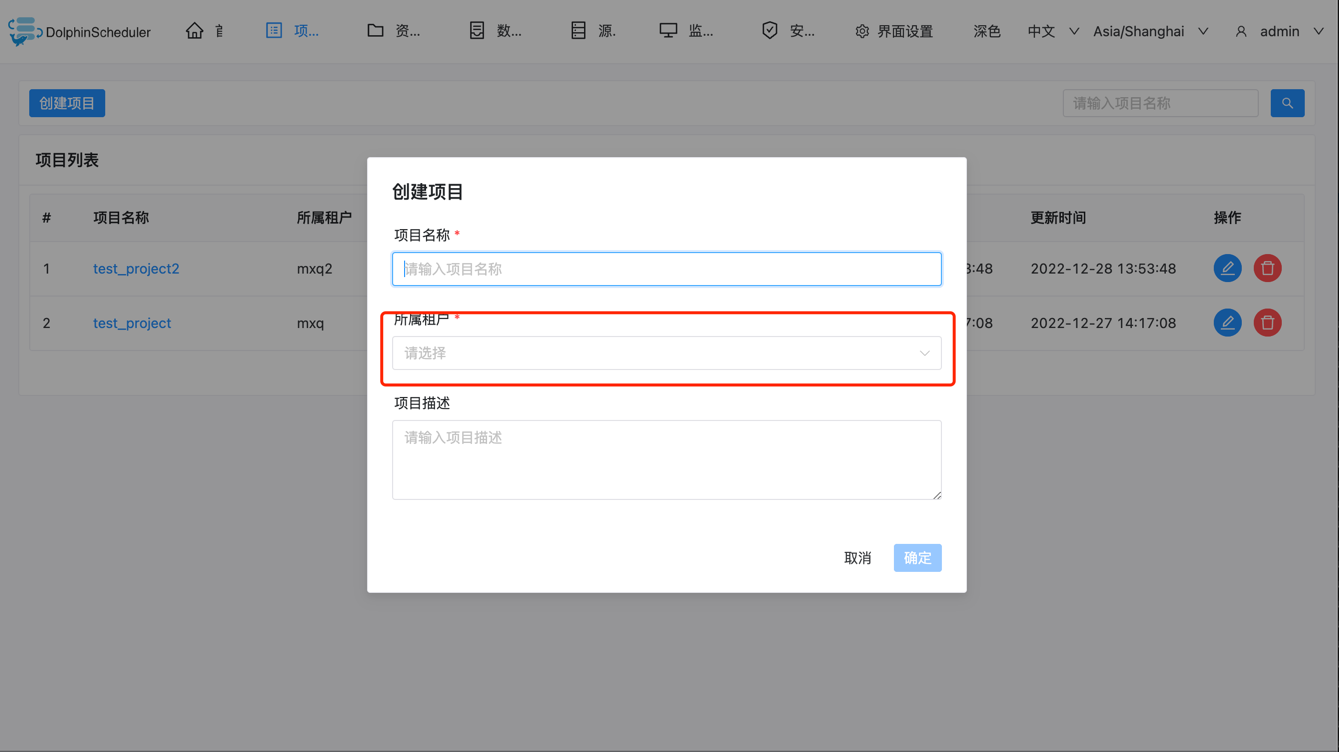 DolphinScheduler
项...
资...
数...
源.
监...
安...
界面设置
深色
中文
Asia/Shanghai
admin
创建项目
请输入项目名称
项目列表
# 项目名称 所属租户 更新时间 操作
1 test_project2 mxq2 3:48 2022-12-28 13:53:48
2 test_project mxq 7:08 2022-12-27 14:17:08
创建项目
项目名称 *
请输入项目名称
所属租户 *
请选择
项目描述
请输入项目描述
取消 确定